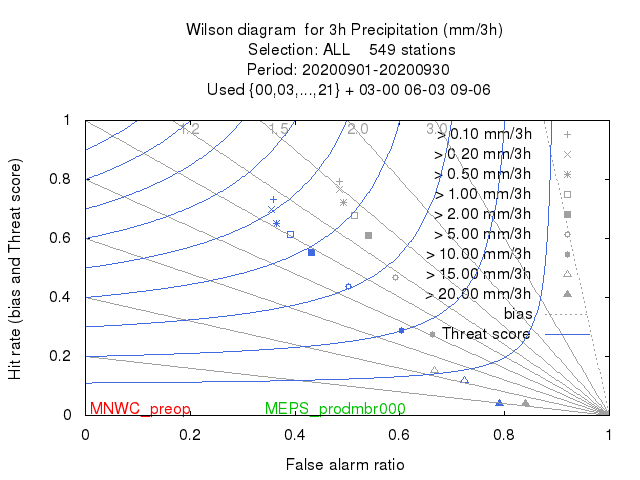 Wilson diagram  for 3h Precipitation (mm/3h)
Selection: ALL    549 stations
Period: 20200901-20200930
Used {00,03,...,21} + 03-00 06-03 09-06
1.2 1.5 2.0 3.0
> 0.10 mm/3h
> 0.20 mm/3h
> 0.50 mm/3h
> 1.00 mm/3h
> 2.00 mm/3h
> 5.00 mm/3h
> 10.00 mm/3h
> 15.00 mm/3h
> 20.00 mm/3h
bias
Threat score
1
0.8
0.6
0.4
0.2
0
Hit rate (bias and Threat score)
MNWC_preop MEPS_prodmbr000
0 0.2 0.4 0.6 0.8 1
False alarm ratio